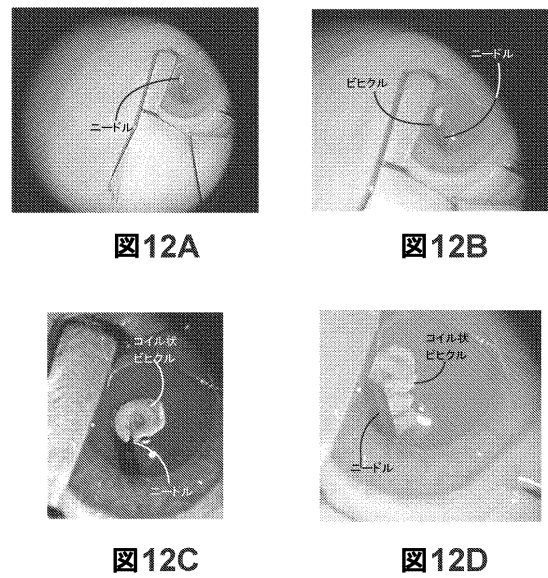 ニードル
図12A
ニードル
ビヒクル
図12B
コイル状
ビヒクル
ニードル
図12C
コイル状
ビヒクル
ニードル
図12D